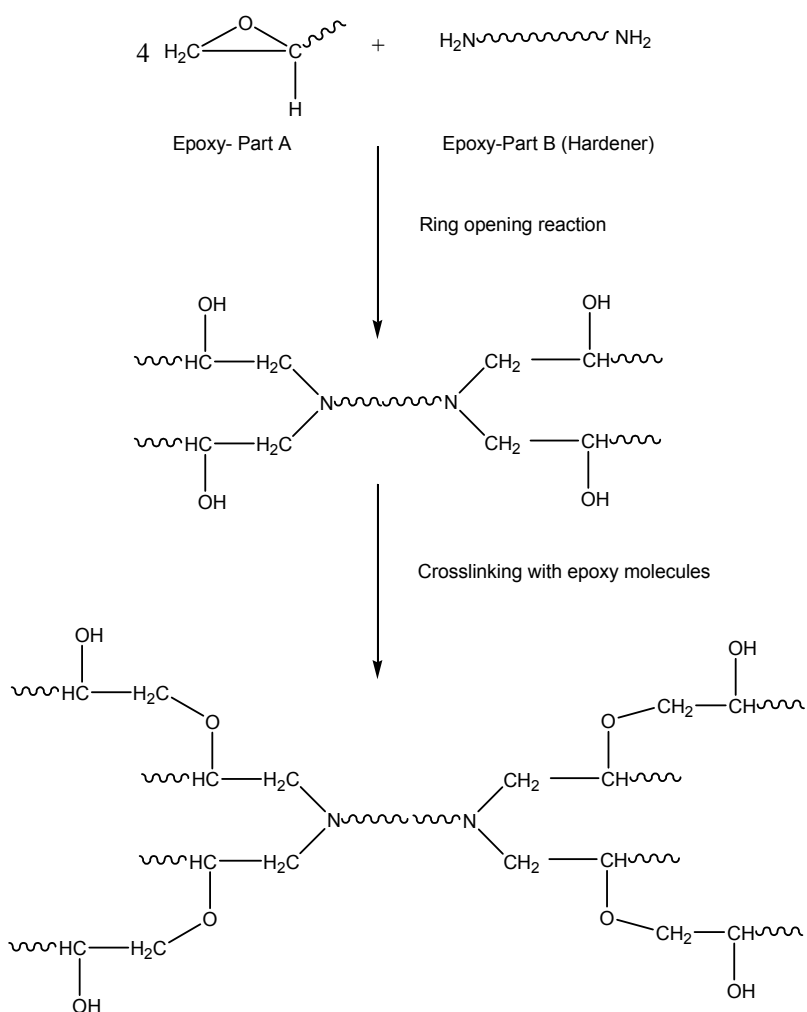 4 H₂C O C H + H₂N NH₂
Epoxy- Part A Epoxy-Part B (Hardener)
Ring opening reaction
OH OH
HC H₂C CH₂ CH
N N
HC H₂C CH₂ CH
OH OH
Crosslinking with epoxy molecules
OH OH
HC H₂C CH₂ CH
O O
HC H₂C CH₂ CH
N N
HC H₂C CH₂ CH
O O
HC H₂C CH₂ CH
OH OH